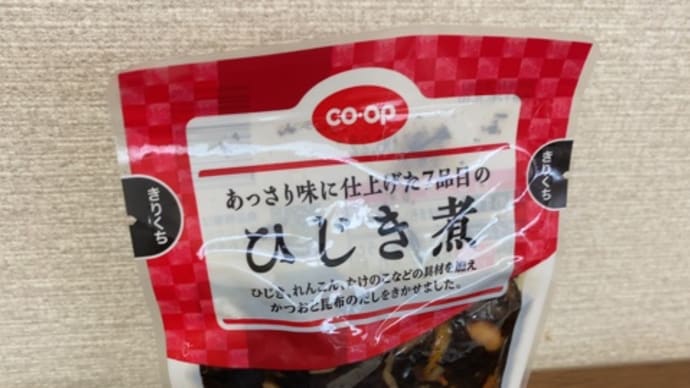 co·op
あっさり味に仕上げた7品目の
ひじき煮
ひじき、れんこん、たけのこなどの具材を加え
かつおと昆布のだしをきかせました。
きりくち
きりくち